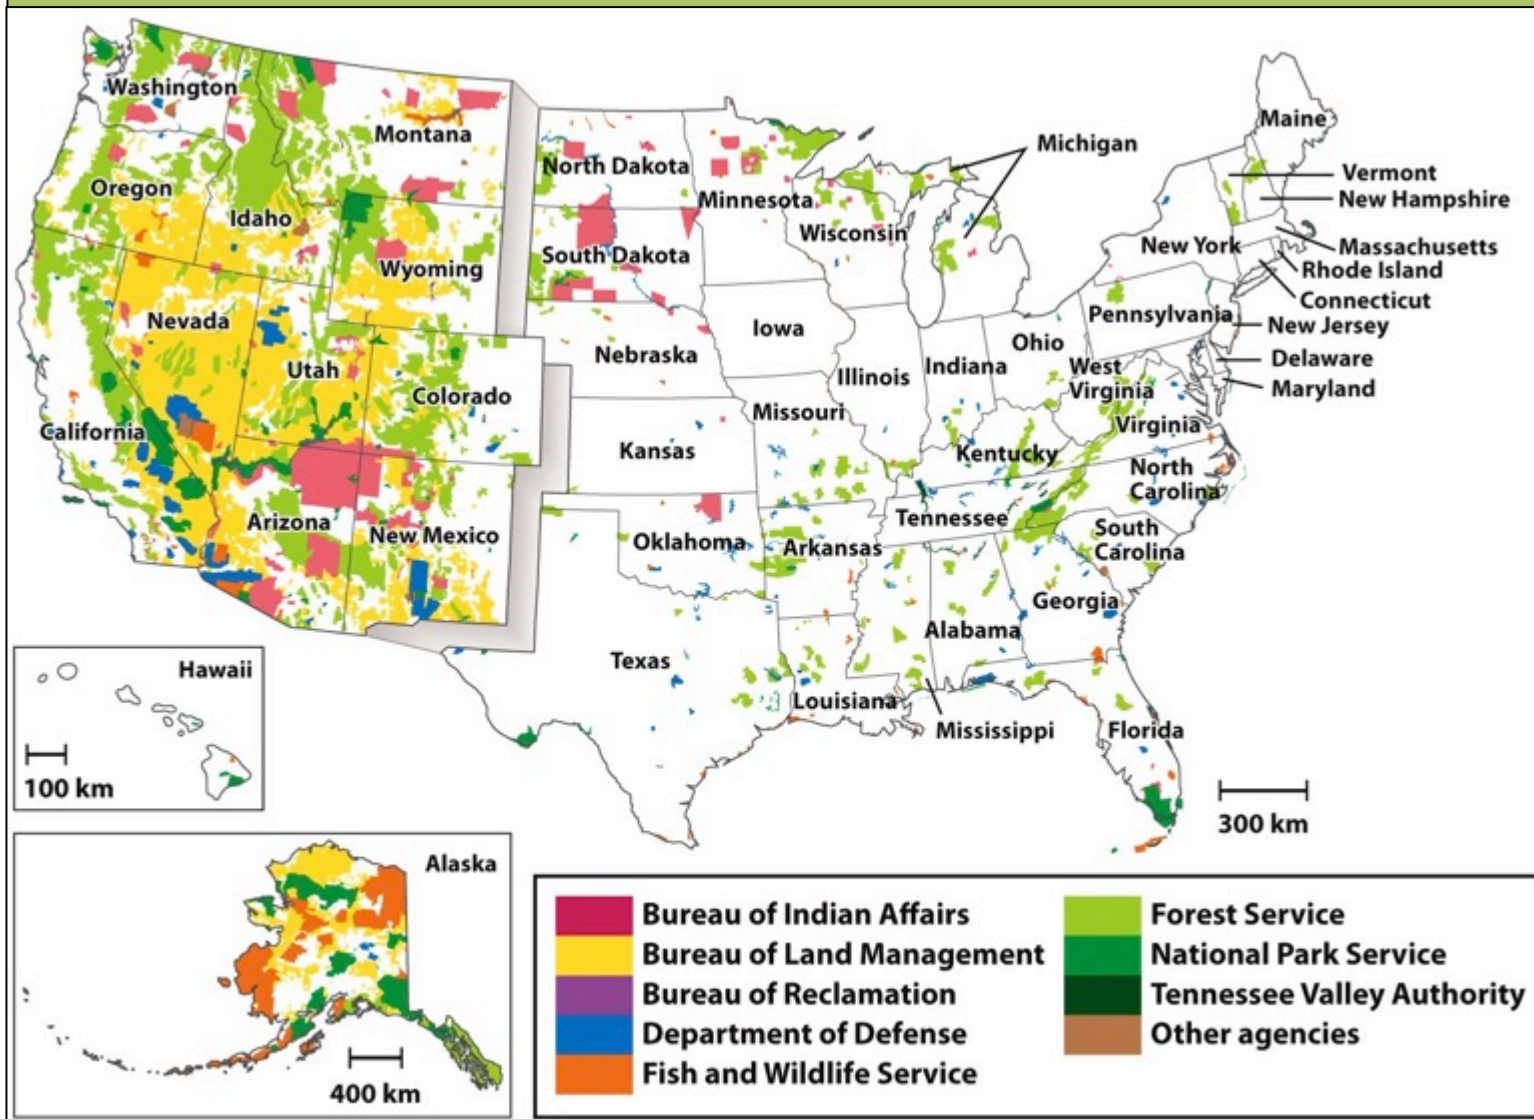 Washington
Montana
Oregon
Idaho
Wyoming
Nevada
Utah
Colorado
California
Arizona
New Mexico
North Dakota
South Dakota
Minnesota
Wisconsin
Michigan
Nebraska
Iowa
Illinois
Indiana
Ohio
Kansas
Missouri
Kentucky
West
Virginia
Virginia
Oklahoma
Arkansas
Tennessee
North
Carolina
South
Carolina
Texas
Louisiana
Mississippi
Alabama
Georgia
Florida
Maine
Vermont
New Hampshire
New York
Massachusetts
Rhode Island
Connecticut
Pennsylvania
New Jersey
Delaware
Maryland
Hawaii
100 km
300 km
Alaska
400 km
Bureau of Indian Affairs
Bureau of Land Management
Bureau of Reclamation
Department of Defense
Fish and Wildlife Service
Forest Service
National Park Service
Tennessee Valley Authority
Other agencies